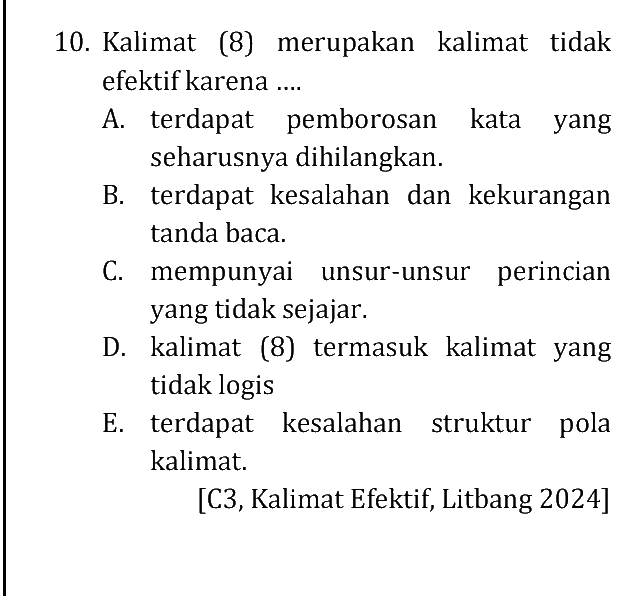 10. Kalimat (8) merupakan kalimat tidak
efektif karena ....
A. terdapat pemborosan kata yang
seharusnya dihilangkan.
B. terdapat kesalahan dan kekurangan
tanda baca.
C. mempunyai unsur-unsur perincian
yang tidak sejajar.
D. kalimat (8) termasuk kalimat yang
tidak logis
E. terdapat kesalahan struktur pola
kalimat.
[C3, Kalimat Efektif, Litbang 2024]